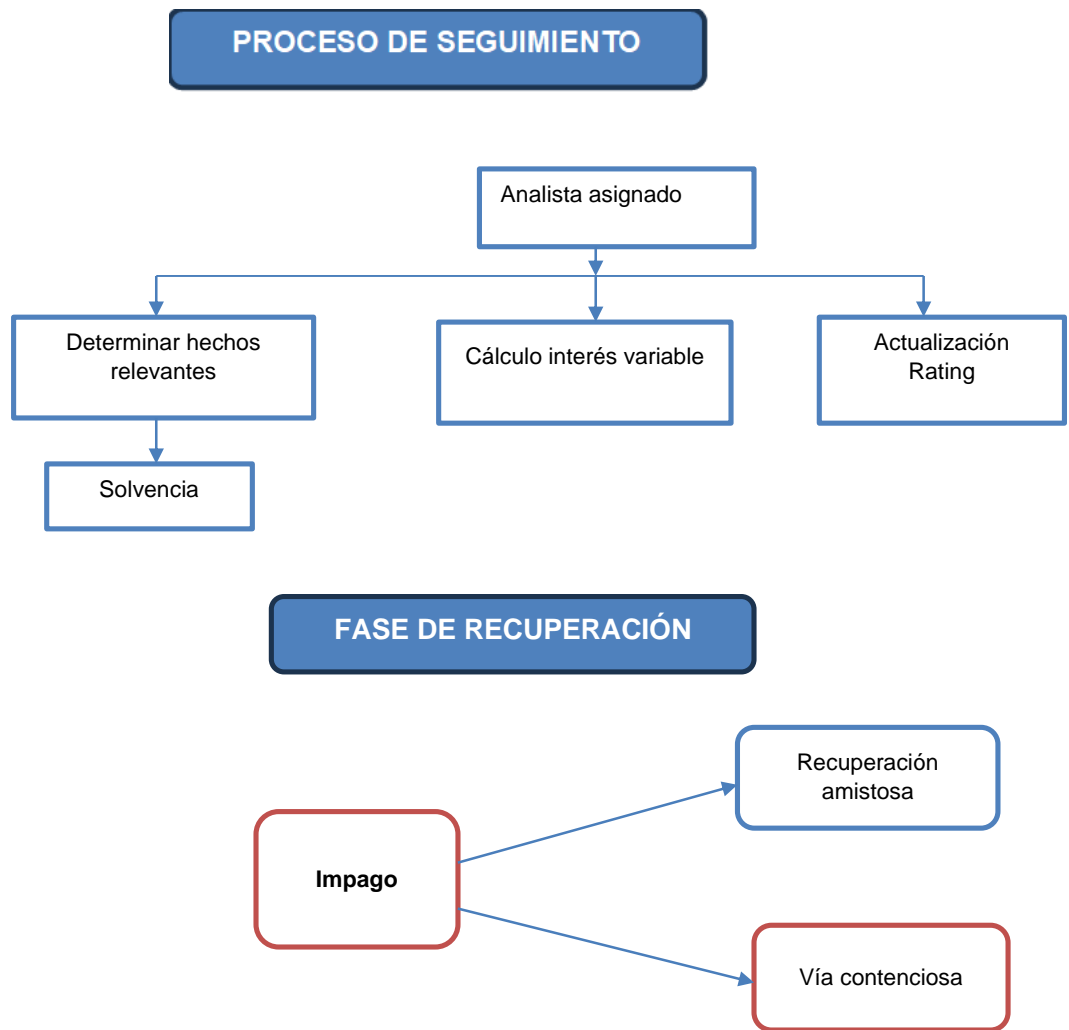 PROCESO DE SEGUIMIENTO
Analista asignado
Determinar hechos
relevantes
Cálculo interés variable
Actualización
Rating
Solvencia
FASE DE RECUPERACIÓN
Recuperación
amistosa
Impago
Vía contenciosa